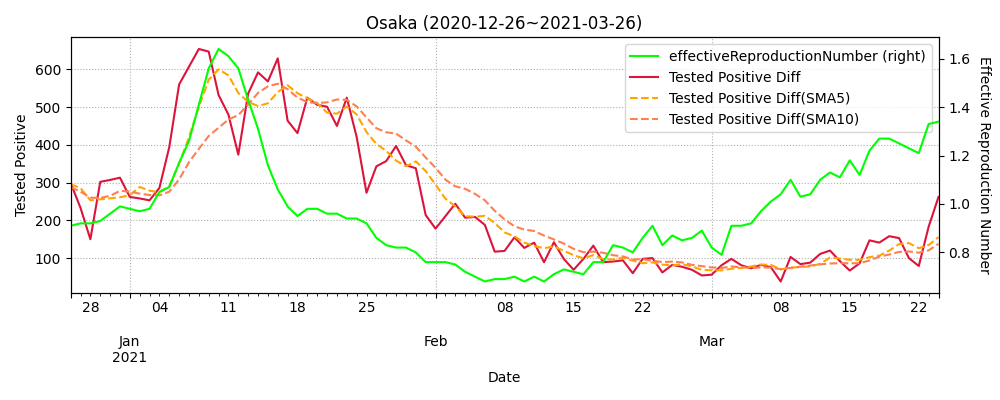 Osaka (2020-12-26~2021-03-26)
effectiveReproductionNumber (right)
Tested Positive Diff
Tested Positive Diff(SMA5)
Tested Positive Diff(SMA10)
Tested Positive
600
500
400
300
200
100
1.6
1.4
1.2
1.0
0.8
Effective Reproduction Number
28 04 11 18 25 08 15 22 08 15 22
Jan Feb Mar
2021
Date